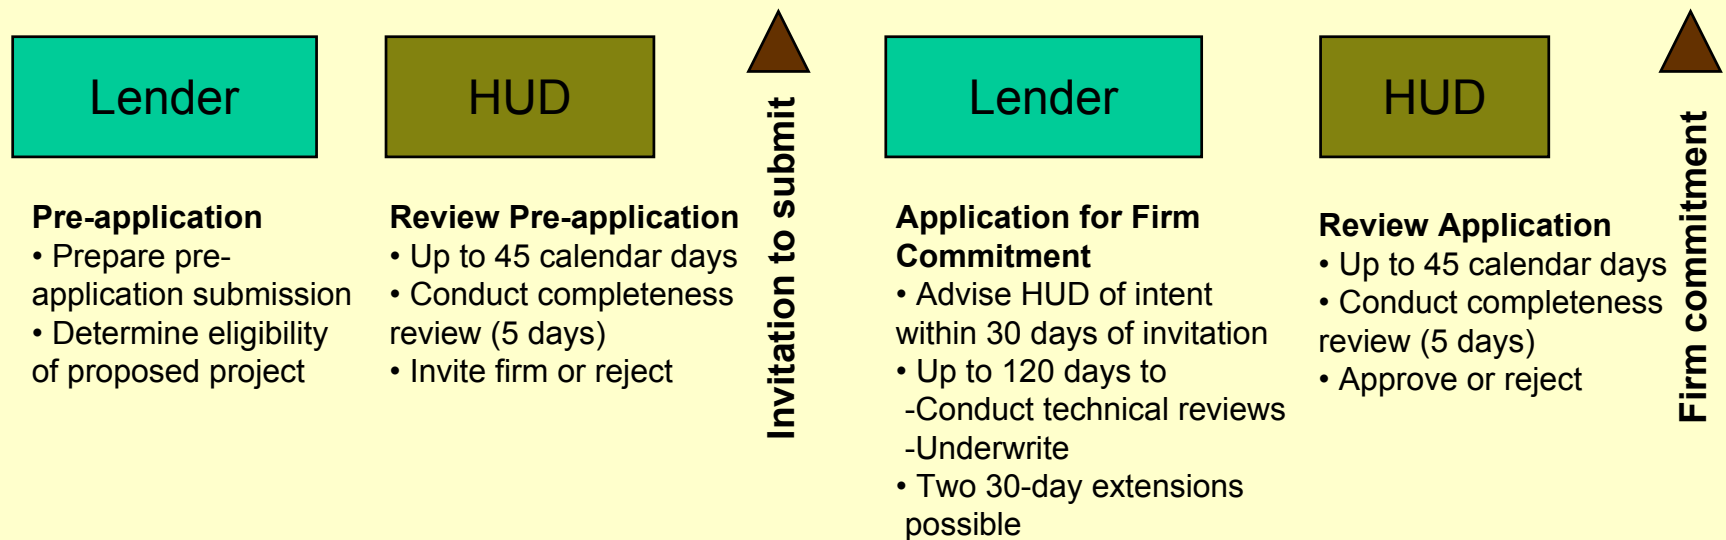 Lender
Pre-application
• Prepare pre-
application submission
• Determine eligibility
of proposed project
HUD
Review Pre-application
• Up to 45 calendar days
• Conduct completeness
review (5 days)
• Invite firm or reject
Invitation to submit
Lender
Application for Firm
Commitment
• Advise HUD of intent
within 30 days of invitation
• Up to 120 days to
-Conduct technical reviews
-Underwrite
• Two 30-day extensions
possible
HUD
Review Application
• Up to 45 calendar days
• Conduct completeness
review (5 days)
• Approve or reject
Firm commitment